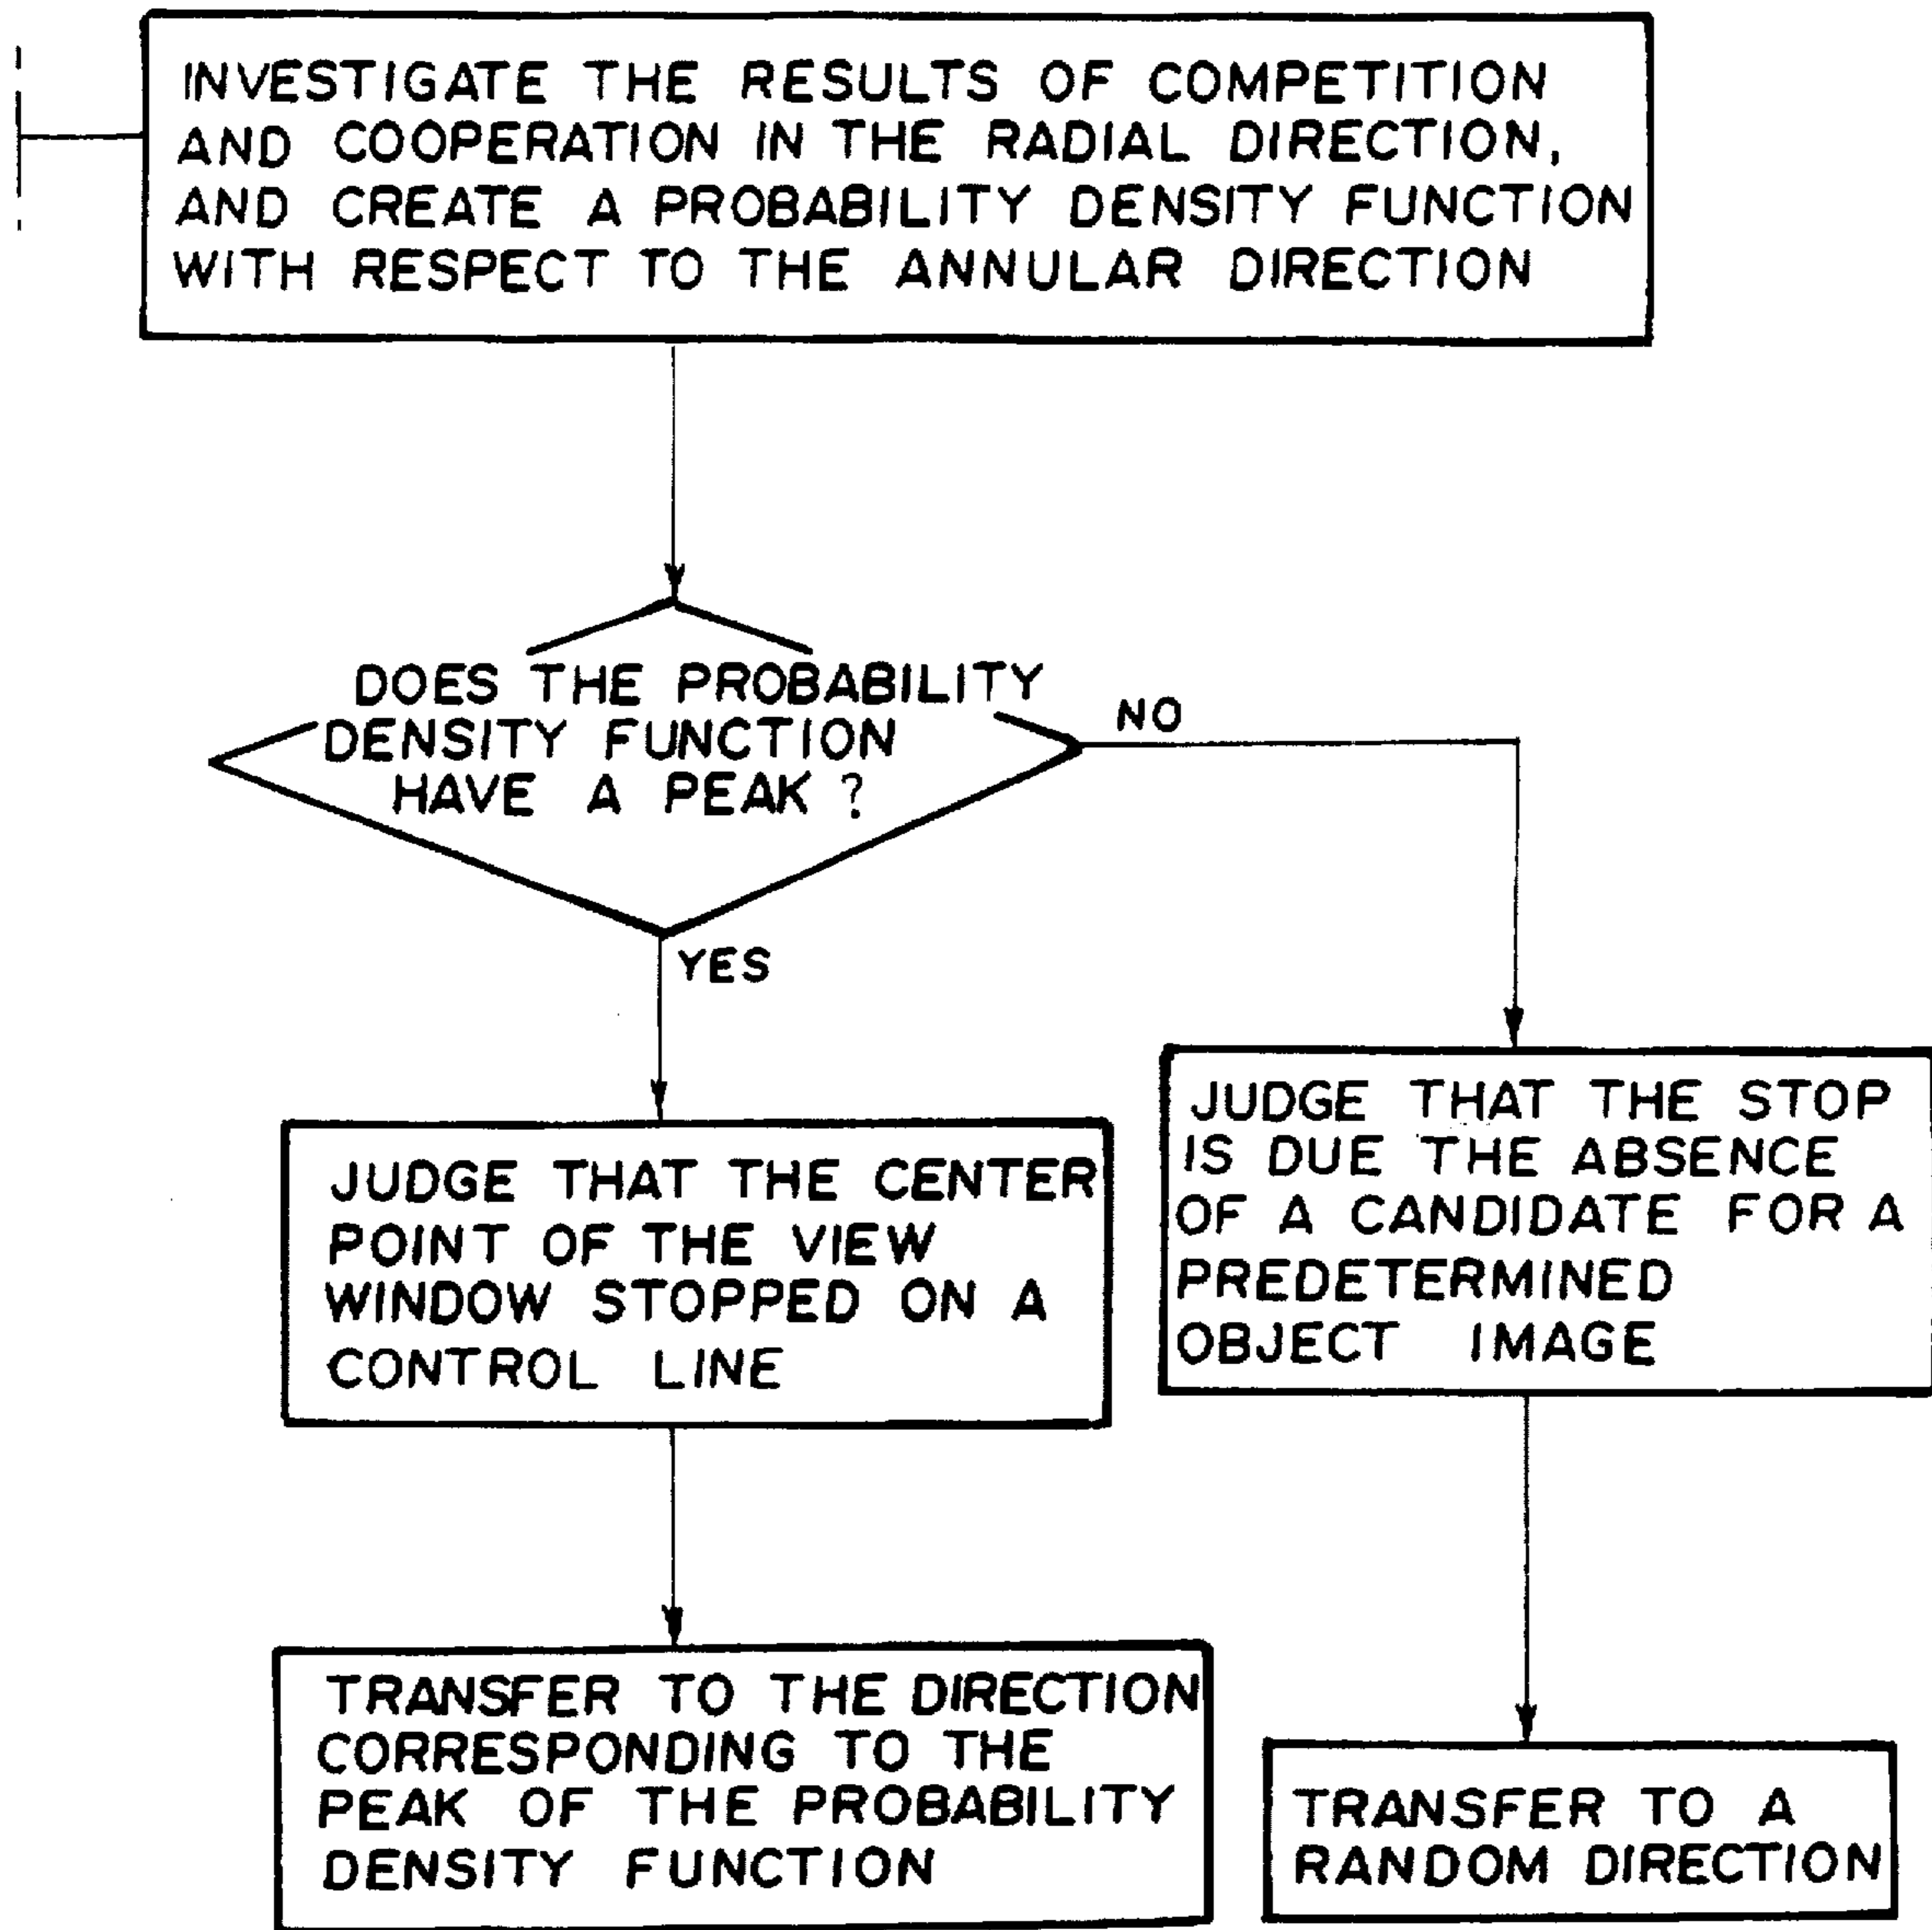 INVESTIGATE THE RESULTS OF COMPETITION
AND COOPERATION IN THE RADIAL DIRECTION,
AND CREATE A PROBABILITY DENSITY FUNCTION
WITH RESPECT TO THE ANNULAR DIRECTION
DOES THE PROBABILITY
DENSITY FUNCTION
HAVE A PEAK ?
NO
YES
JUDGE THAT THE CENTER
POINT OF THE VIEW
WINDOW STOPPED ON A
CONTROL LINE
JUDGE THAT THE STOP
IS DUE THE ABSENCE
OF A CANDIDATE FOR A
PREDETERMINED
OBJECT IMAGE
TRANSFER TO THE DIRECTION
CORRESPONDING TO THE
PEAK OF THE PROBABILITY
DENSITY FUNCTION
TRANSFER TO A
RANDOM DIRECTION